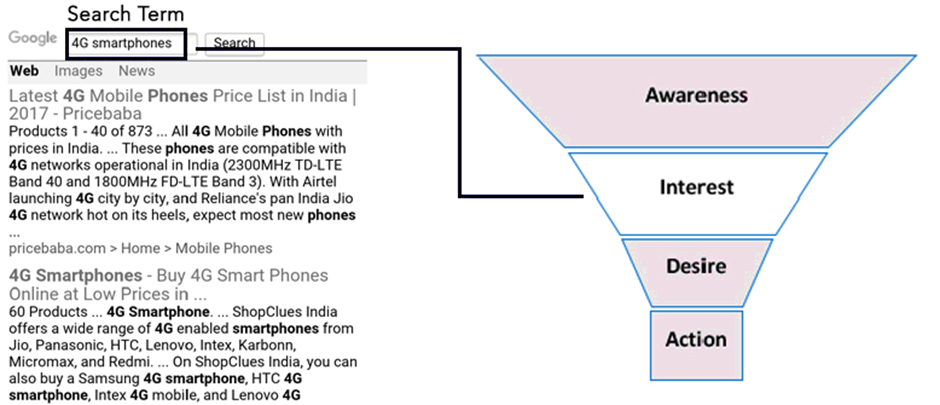 Search Term
Google 4G smartphones Search
Web Images News
Latest 4G Mobile Phones Price List in India |
2017 - Pricebaba
Products 1 - 40 of 873 ... All 4G Mobile Phones with
prices in India. ... These phones are compatible with
4G networks operational in India (2300MHz TD-LTE
Band 40 and 1800MHz FD-LTE Band 3). With Airtel
launching 4G city by city, and Reliance's pan India Jio
4G network hot on its heels, expect most new phones
...
pricebaba.com > Home > Mobile Phones
4G Smartphones - Buy 4G Smart Phones
Online at Low Prices in ...
60 Products ... 4G Smartphone. ... ShopClues India
offers a wide range of 4G enabled smartphones from
Jio, Panasonic, HTC, Lenovo, Intex, Karbonn,
Micromax, and Redmi. ... On ShopClues India, you can
also buy a Samsung 4G smartphone, HTC 4G
smartphone, Intex 4G mobile, and Lenovo 4G
Awareness
Interest
Desire
Action